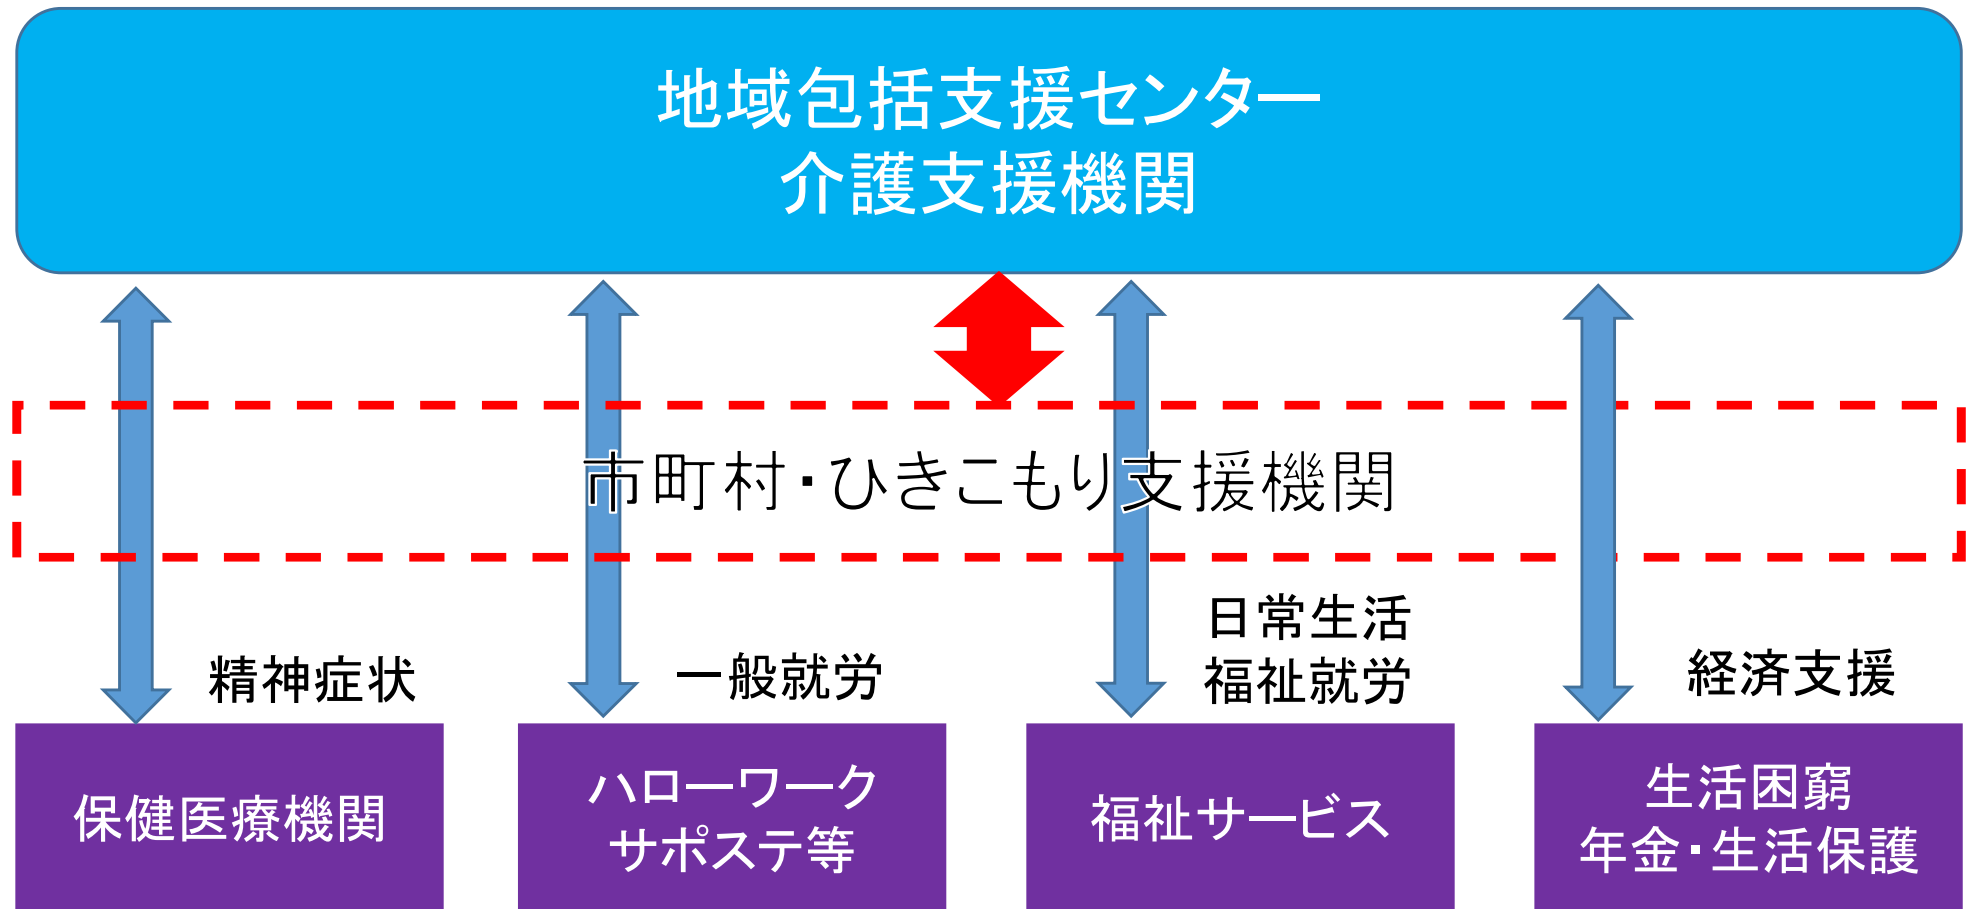 地域包括支援センター
介護支援機関
市町村・ひきこもり支援機関
精神症状
一般就労
日常生活
福祉就労
経済支援
保健医療機関
ハローワーク
サポステ等
福祉サービス
生活困窮
年金・生活保護